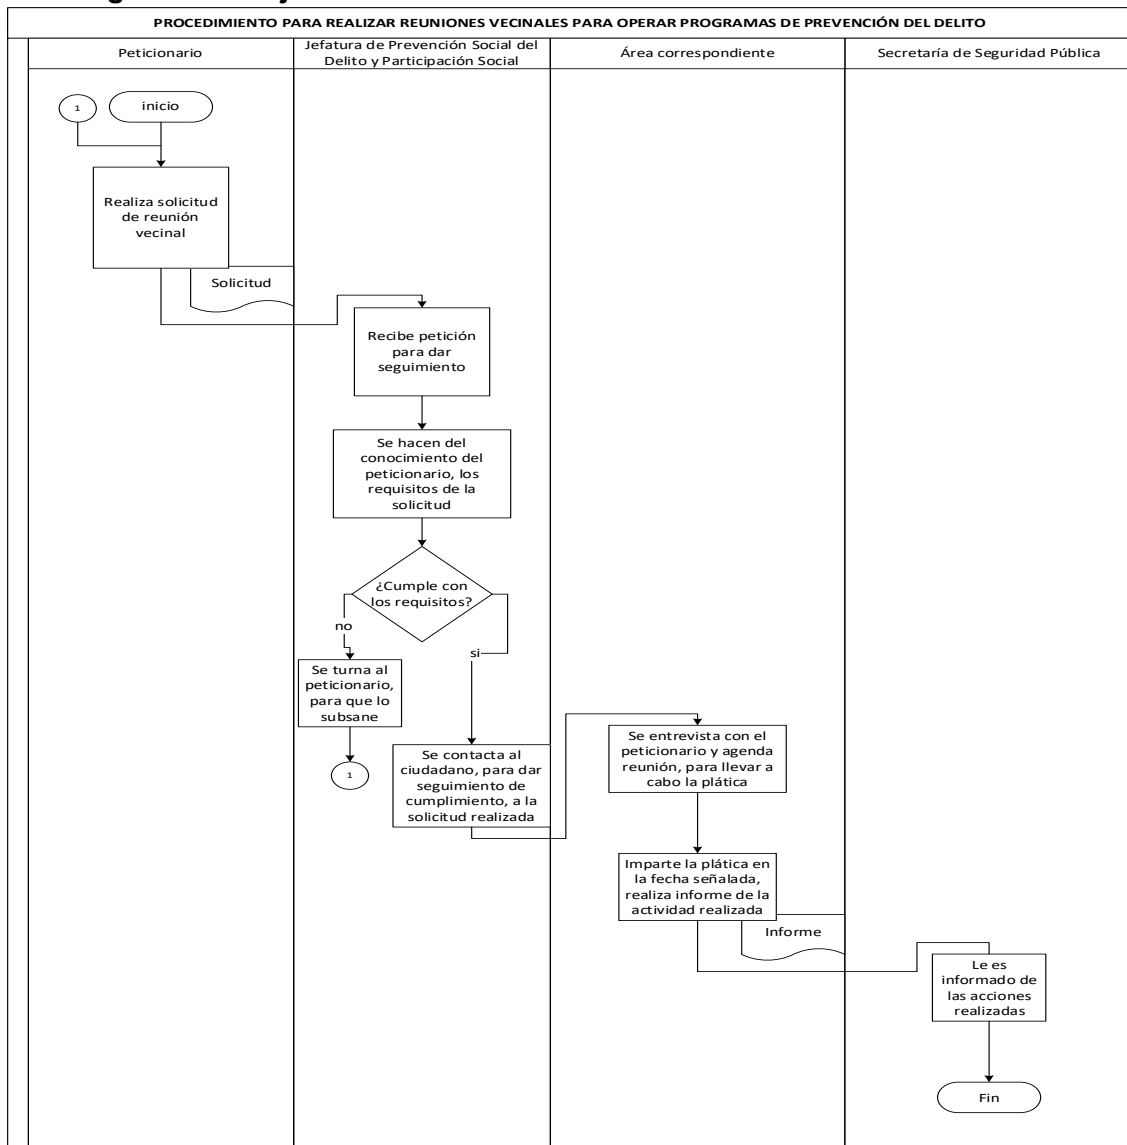 PROCEDIMIENTO PARA REALIZAR REUNIONES VECINALES PARA OPERAR PROGRAMAS DE PREVENCIÓN DEL DELITO
Peticionario
Jefatura de Prevención Social del
Delito y Participación Social
Área correspondiente
Secretaría de Seguridad Pública
1
inicio
Realiza solicitud
de reunión
vecinal
Solicitud
Recibe petición
para dar
seguimiento
Se hacen del
conocimiento del
peticionario, los
requisitos de la
solicitud
¿Cumple con
los requisitos?
no
si
Se turna al
peticionario,
para que lo
subsane
1
Se contacta al
ciudadano, para dar
seguimiento de
cumplimiento, a la
solicitud realizada
Se entrevista con el
peticionario y agenda
reunión, para llevar a
cabo la plática
Imparte la plática en
la fecha señalada,
realiza informe de la
actividad realizada
Informe
Le es
informado de
las acciones
realizadas
Fin